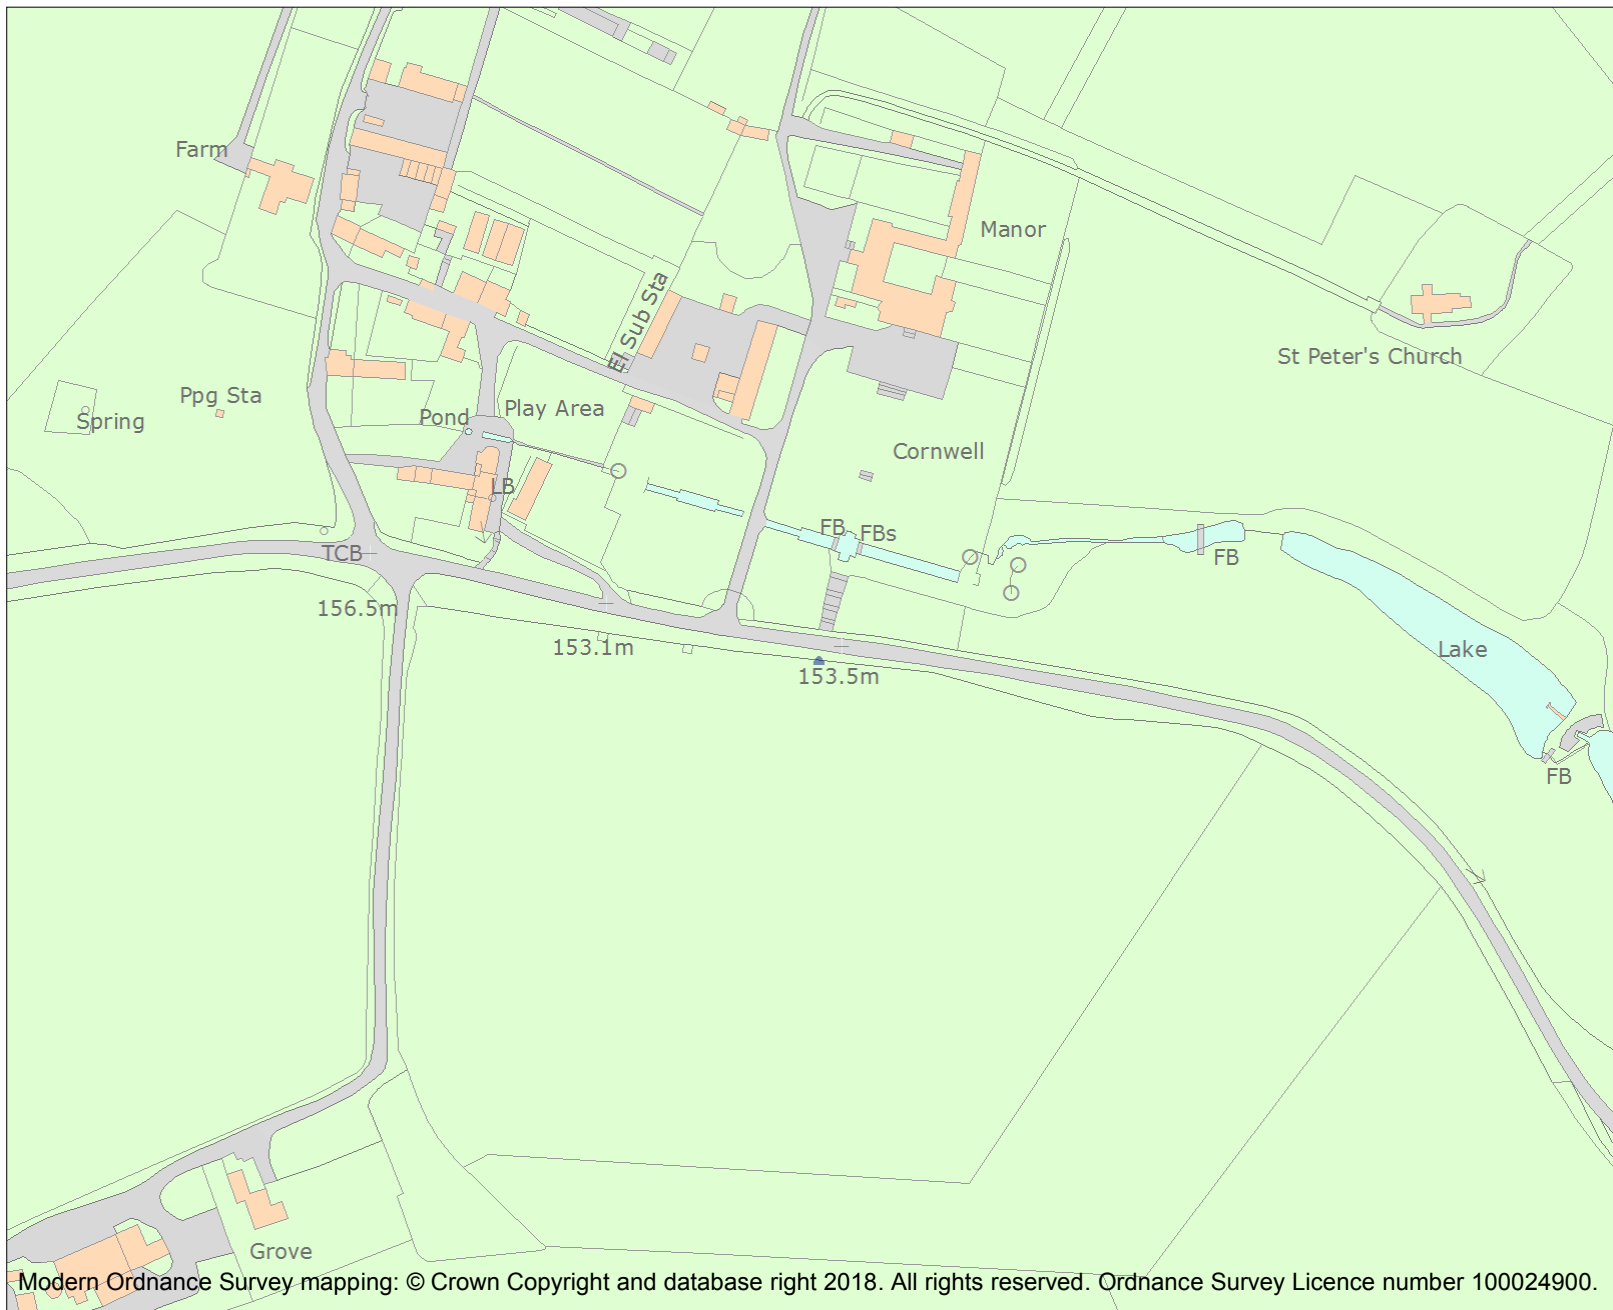 Farm
Manor
El Sub Sta
St Peter's Church
Ppg Sta
Spring
Pond
Play Area
Cornwell
LB
FB
FBs
TCB
FB
156.5m
153.1m
153.5m
Lake
FB
Grove
Modern Ordnance Survey mapping: © Crown Copyright and database right 2018. All rights reserved. Ordnance Survey Licence number 100024900.